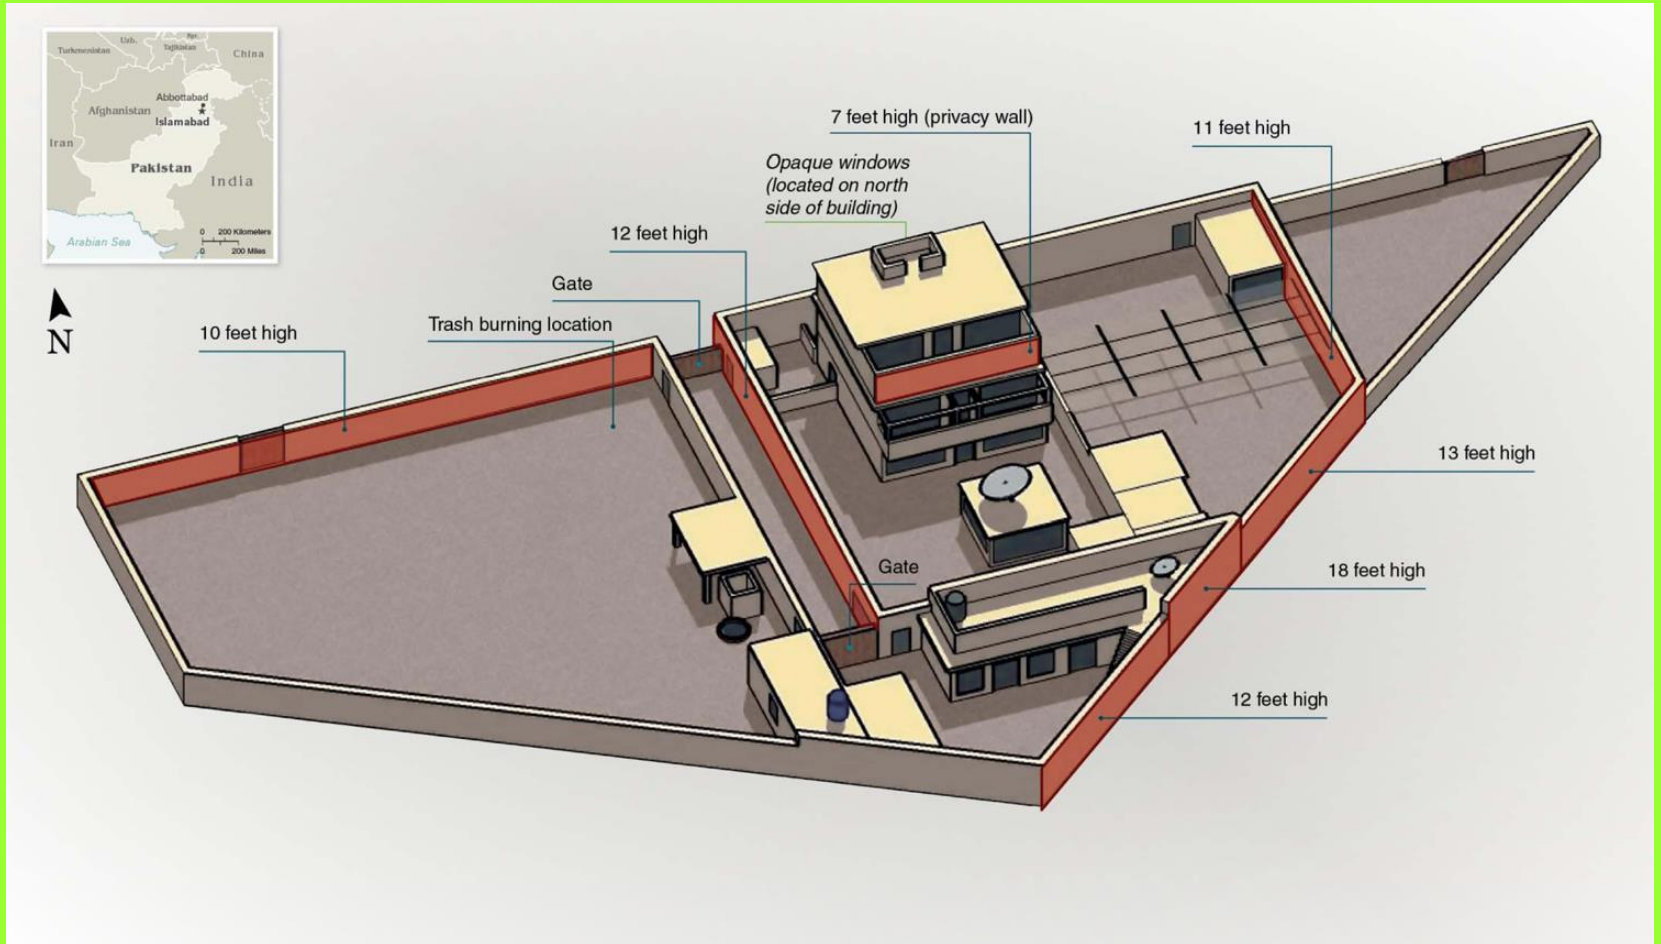 Turkmenistan
Uzb.
Kyr.
Tajikistan
China
Afghanistan
Abbottabad
Islamabad
Iran
Pakistan
India
Arabian Sea
0 200 Kilometers
0 200 Miles
N
7 feet high (privacy wall)
11 feet high
Opaque windows
(located on north
side of building)
12 feet high
Gate
10 feet high
Trash burning location
13 feet high
Gate
18 feet high
12 feet high